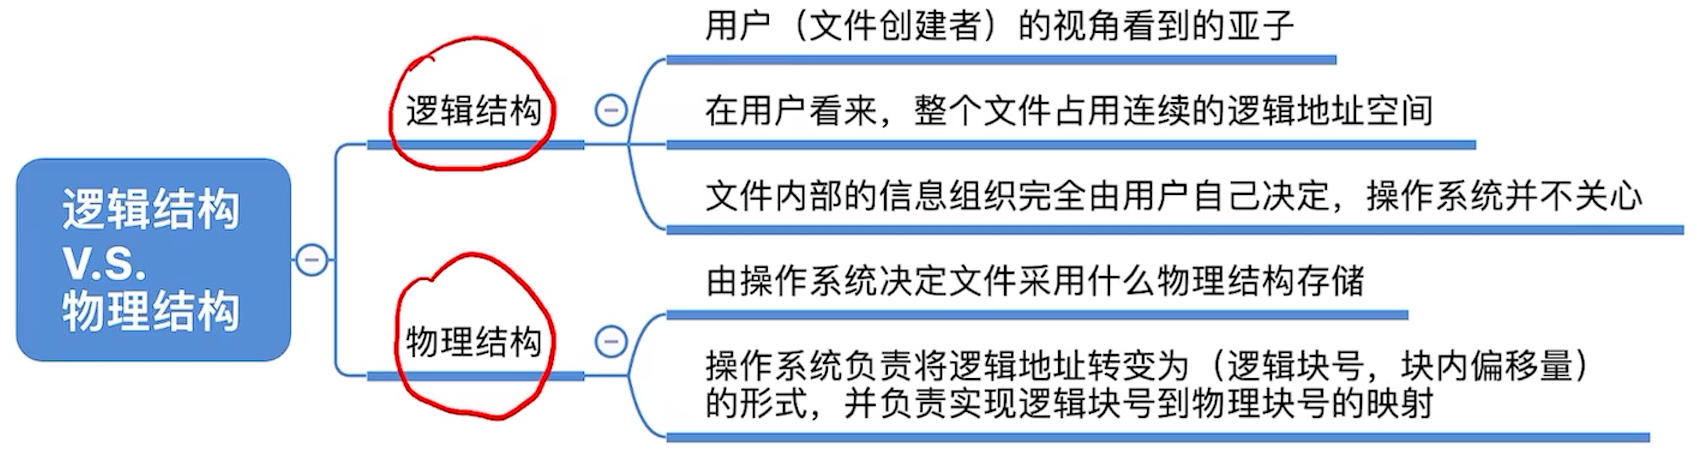 逻辑结构
V.S.
物理结构
逻辑结构
用户（文件创建者）的视角看到的亚子
在用户看来，整个文件占用连续的逻辑地址空间
文件内部的信息组织完全由用户自己决定，操作系统并不关心
物理结构
由操作系统决定文件采用什么物理结构存储
操作系统负责将逻辑地址转变为（逻辑块号，块内偏移量）
的形式，并负责实现逻辑块号到物理块号的映射